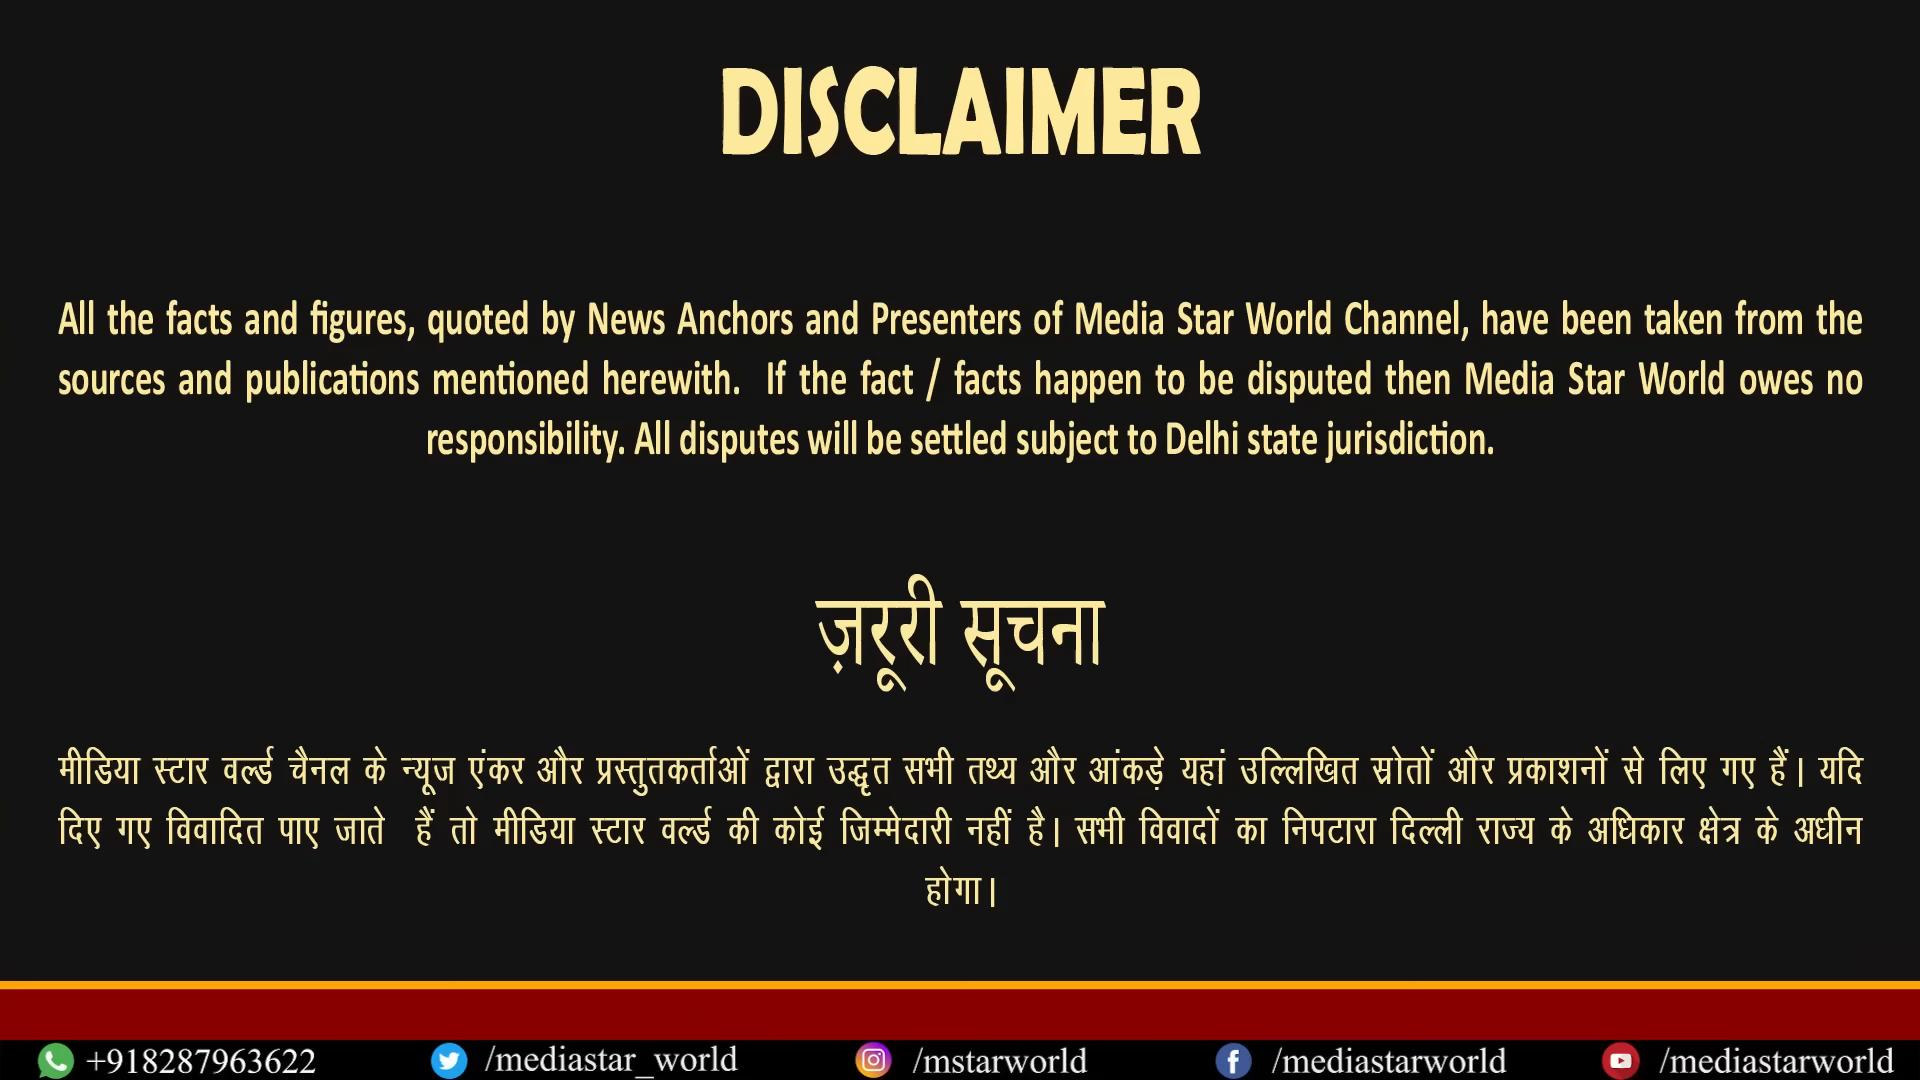 DISCLAIMER
All the facts and figures, quoted by News Anchors and Presenters of Media Star World Channel, have been taken from the
sources and publications mentioned herewith.  If the fact / facts happen to be disputed then Media Star World owes no
responsibility. All disputes will be settled subject to Delhi state jurisdiction.
ज़रूरी सूचना
मीडिया स्टार वर्ल्ड चैनल के न्यूज एंकर और प्रस्तुतकर्ताओं द्वारा उद्धृत सभी तथ्य और आंकड़े यहां उल्लिखित स्रोतों और प्रकाशनों से लिए गए हैं। यदि
दिए गए विवादित पाए जाते  हैं तो मीडिया स्टार वर्ल्ड की कोई जिम्मेदारी नहीं है। सभी विवादों का निपटारा दिल्ली राज्य के अधिकार क्षेत्र के अधीन
होगा।
+918287963622 /mediastar_world /mstarworld /mediastarworld /mediastarworld